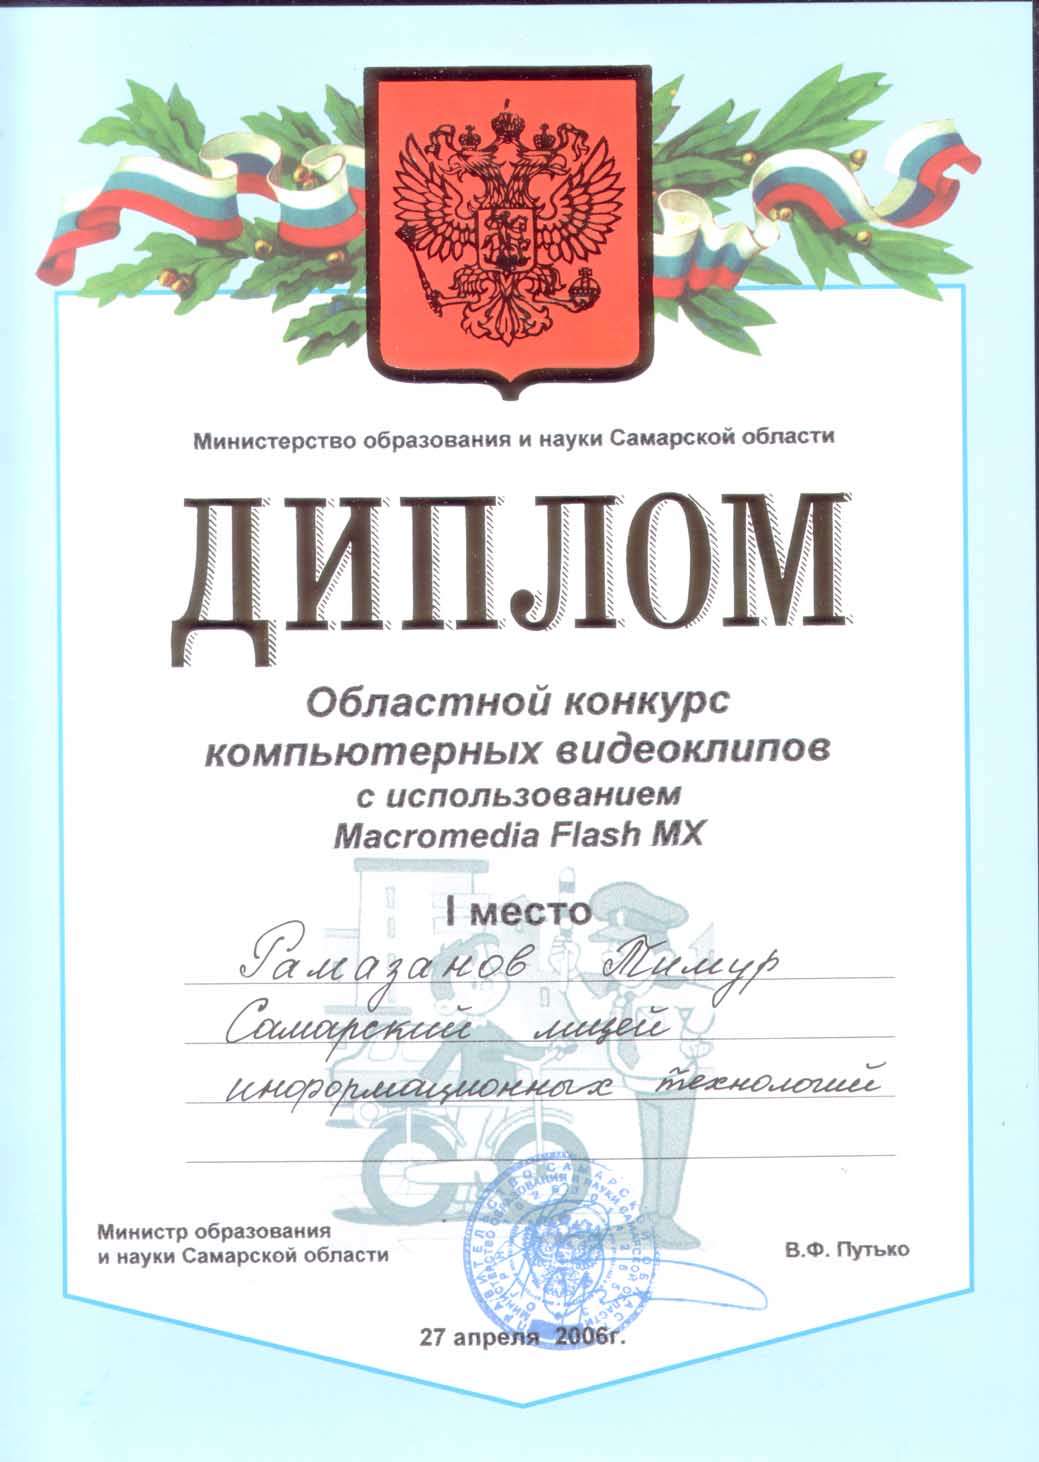 Министерство образования и науки Самарской области
ДИПЛОМ
Областной конкурс
компьютерных видеоклипов
с использованием
Macromedia Flash MX
I место
Рамазанов Тимур
Самарский лицей
информационных технологий
Министр образования
и науки Самарской области
В.Ф. Путько
27 апреля 2006г.